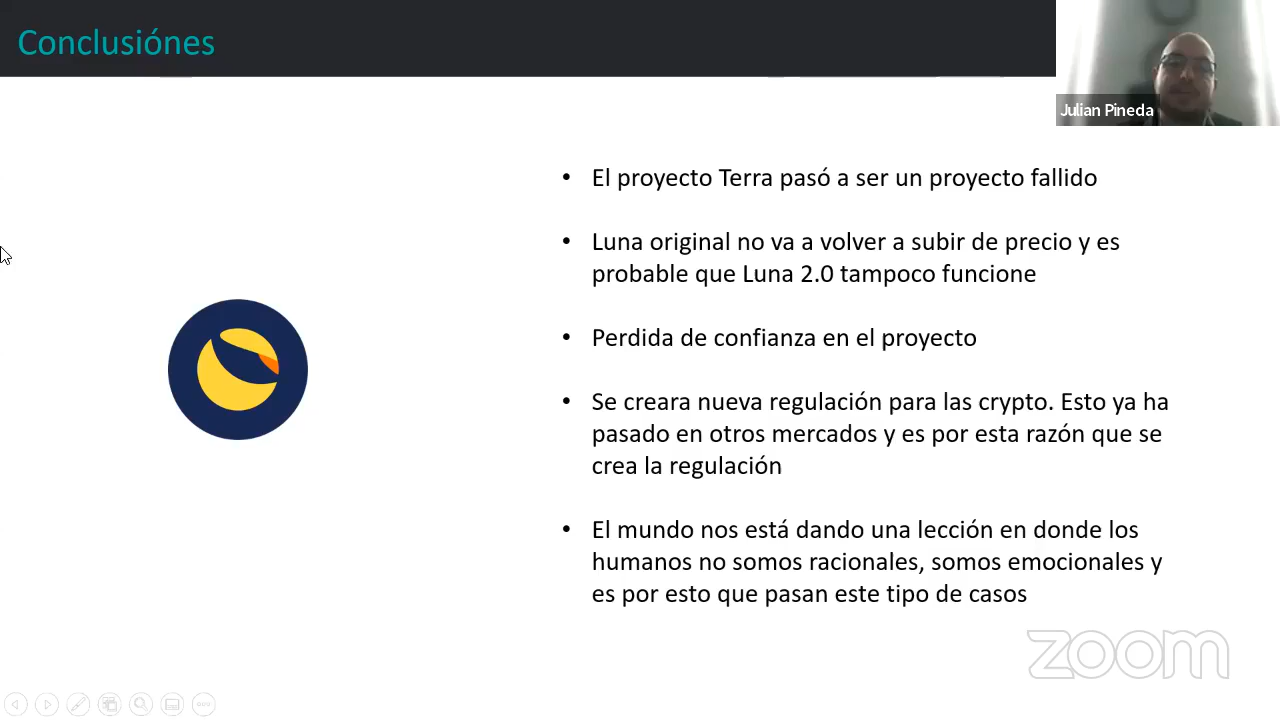 Conclusiónes
Julian Pineda
• El proyecto Terra pasó a ser un proyecto fallido
• Luna original no va a volver a subir de precio y es
probable que Luna 2.0 tampoco funcione
• Perdida de confianza en el proyecto
• Se creara nueva regulación para las crypto. Esto ya ha
pasado en otros mercados y es por esta razón que se
crea la regulación
• El mundo nos está dando una lección en donde los
humanos no somos racionales, somos emocionales y
es por esto que pasan este tipo de casos
zoom